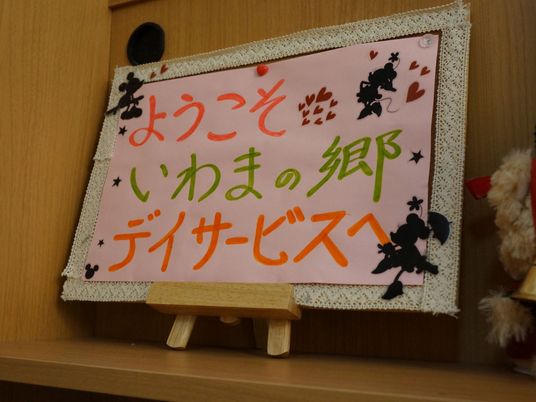 ようこそ
いわまの郷
デイサービスへ